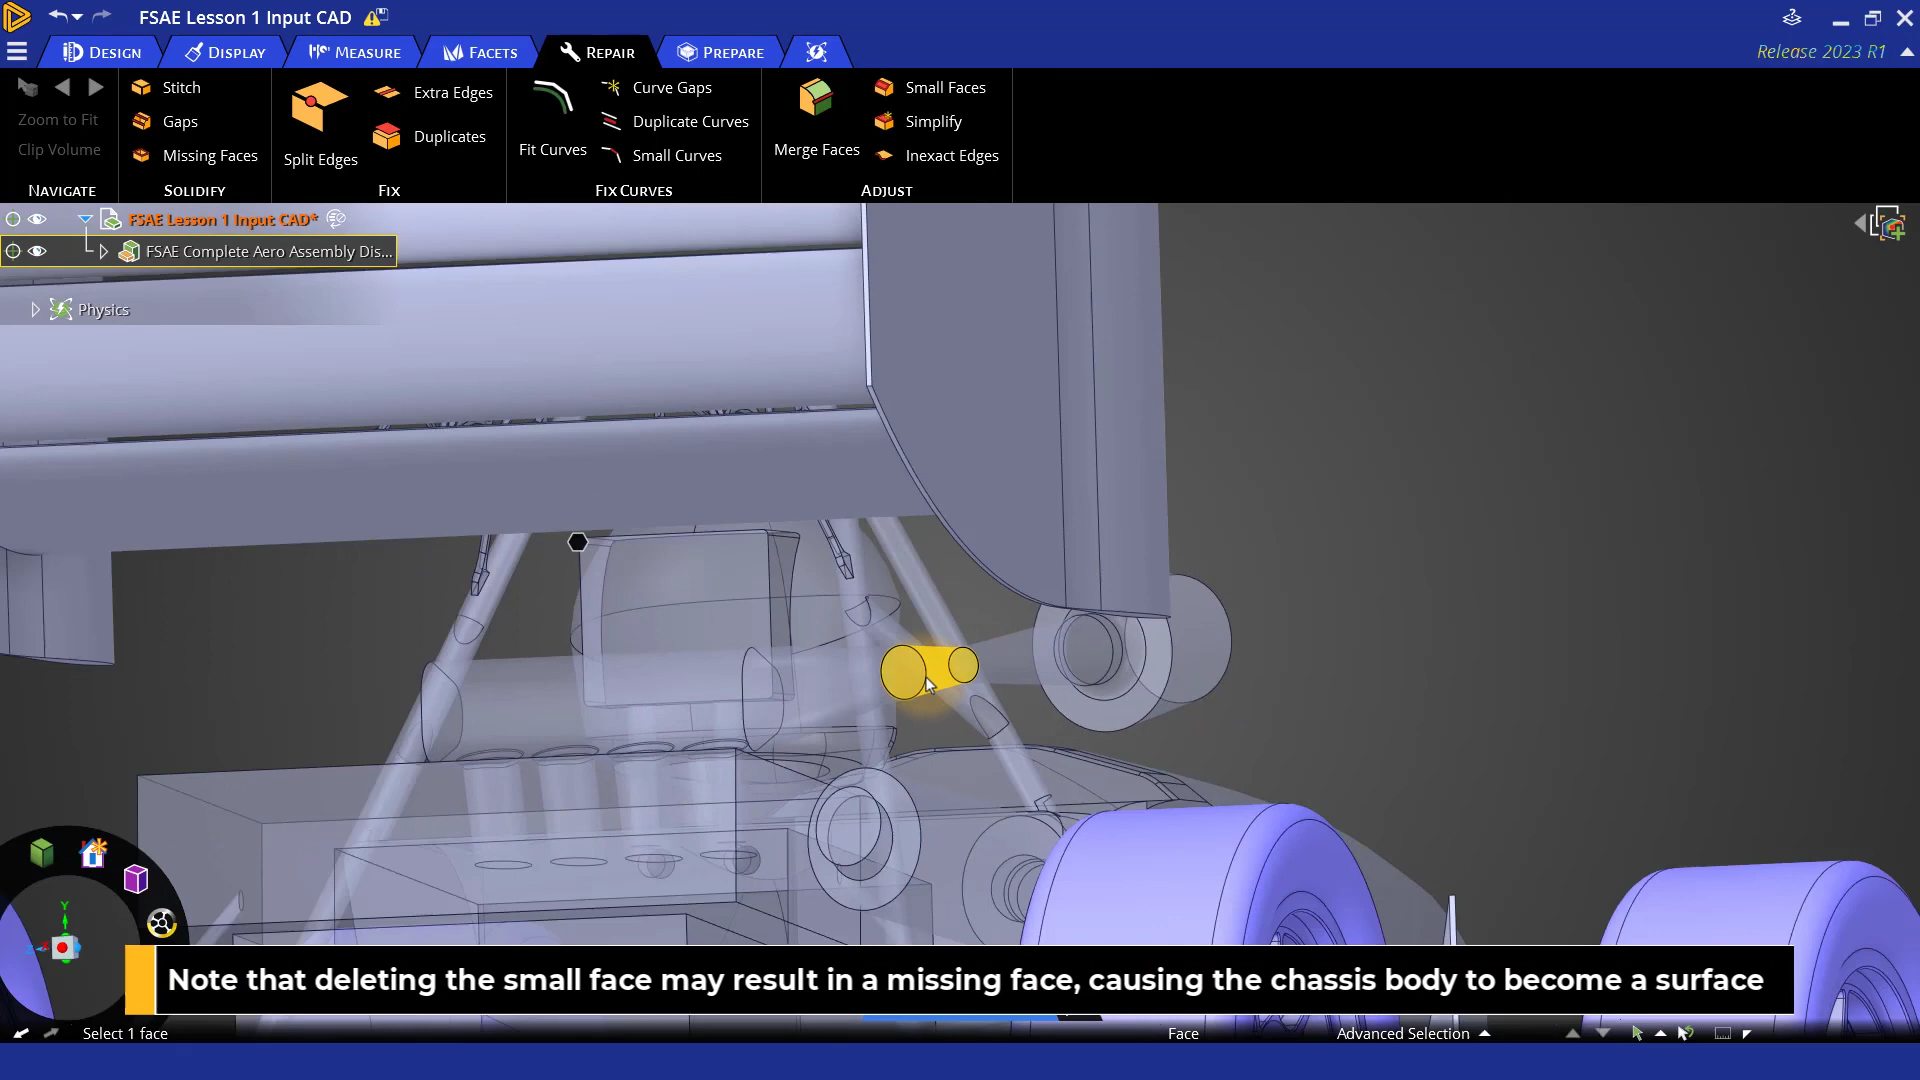 FSAE Lesson 1 Input CAD
DESIGN
DISPLAY
MEASURE
FACETS
REPAIR
PREPARE
Release 2023 R1
Zoom to Fit
Clip Volume
NAVIGATE
Stitch
Gaps
Missing Faces
SOLIDIFY
Split Edges
Extra Edges
Duplicates
FIX
Fit Curves
Curve Gaps
Duplicate Curves
Small Curves
FIX CURVES
Merge Faces
Small Faces
Simplify
Inexact Edges
ADJUST
FSAE Lesson 1 Input CAD*
FSAE Complete Aero Assembly Dis...
Physics
Y
Note that deleting the small face may result in a missing face, causing the chassis body to become a surface
Select 1 face
Face
Advanced Selection